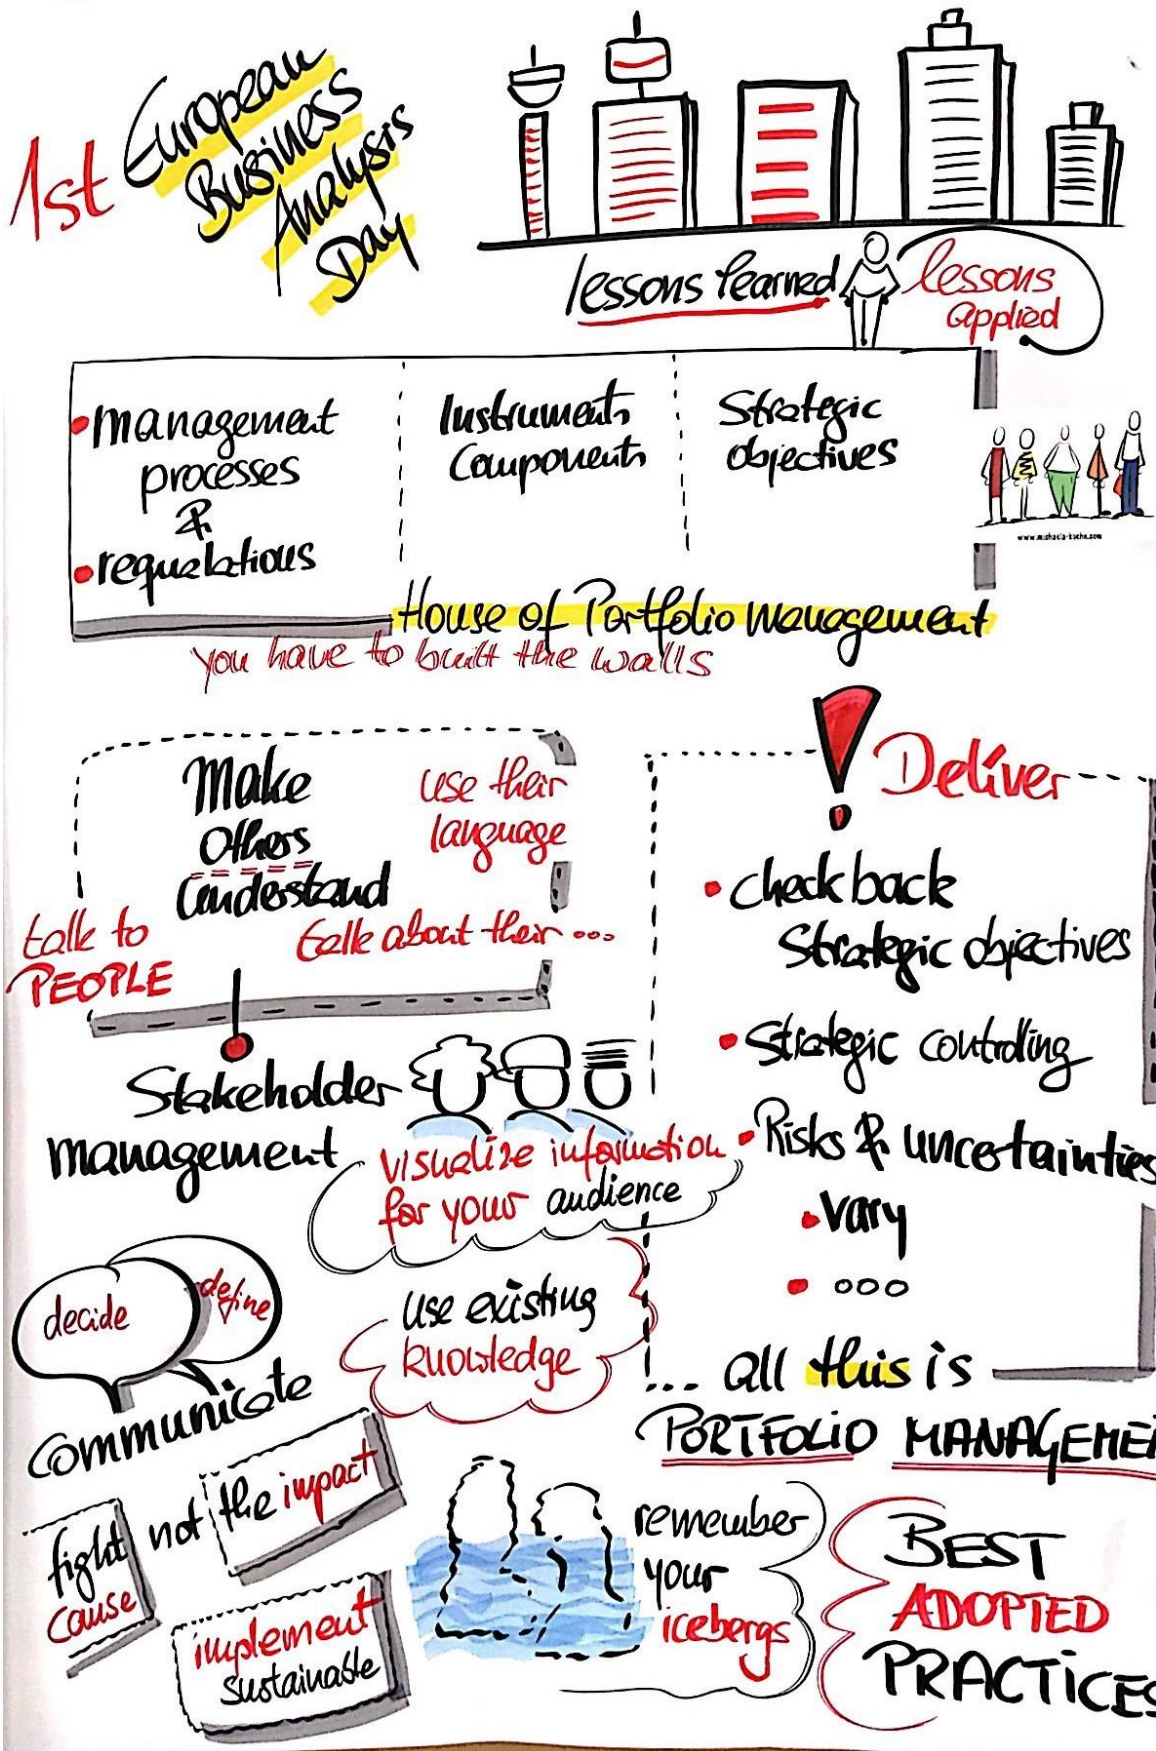 1st European
Business
Analysis
Day
lessons learned
lessons
applied
• management
processes
&
• requelations
Instruments
Components
Strategic
objectives
House of Portfolio Management
you have to built the walls
Make
Others
Understand
use their
language
talk to
PEOPLE
talk about their ...
Stakeholder
management
visualize information
for your audience
use existing
knowledge
decide
define
communicate
fight
cause
not
the impact
implement
sustainable
Deliver
• check back
Strategic objectives
• Strategic controlling
• Risks & uncertainties
• vary
• ooo
... all this is
PORTFOLIO MANAGEMEN
remember
your
icebergs
BEST
ADOPTED
PRACTICES